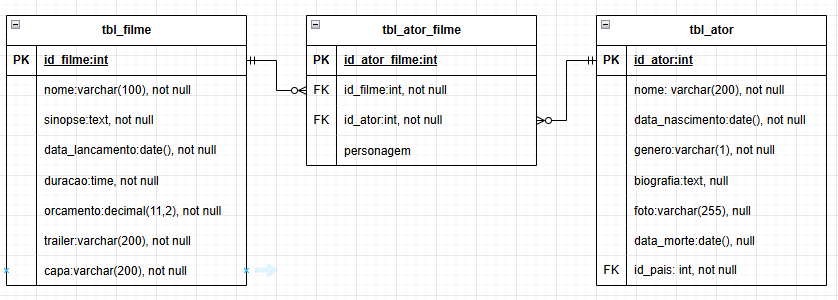 tbl_filme
PK id_filme:int
nome:varchar(100), not null
sinopse:text, not null
data_lancamento:date(), not null
duracao:time, not null
orcamento:decimal(11,2), not null
trailer:varchar(200), not null
capa:varchar(200), not null
tbl_ator_filme
PK id_ator_filme:int
FK id_filme:int, not null
FK id_ator:int, not null
personagem
tbl_ator
PK id_ator:int
nome: varchar(200), not null
data_nascimento:date(), not null
genero:varchar(1), not null
biografia:text, null
foto:varchar(255), null
data_morte:date(), null
FK id_pais: int, not null